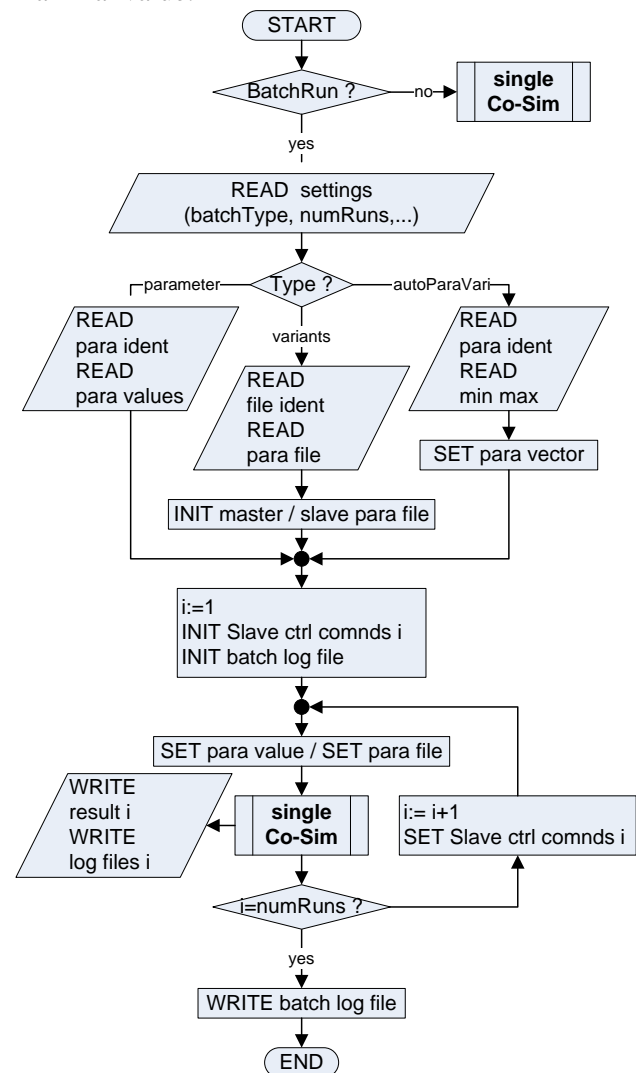 START
BatchRun ?
no
single
Co-Sim
yes
READ settings
(batchType, numRuns,...)
parameter
Type ?
autoParaVari
variants
READ
para ident
READ
para values
READ
file ident
READ
para file
READ
para ident
READ
min max
SET para vector
INIT master / slave para file
i:=1
INIT Slave ctrl comnds i
INIT batch log file
SET para value / SET para file
WRITE
result i
WRITE
log files i
single
Co-Sim
i:= i+1
SET Slave ctrl comnds i
i=numRuns ?
yes
WRITE batch log file
END